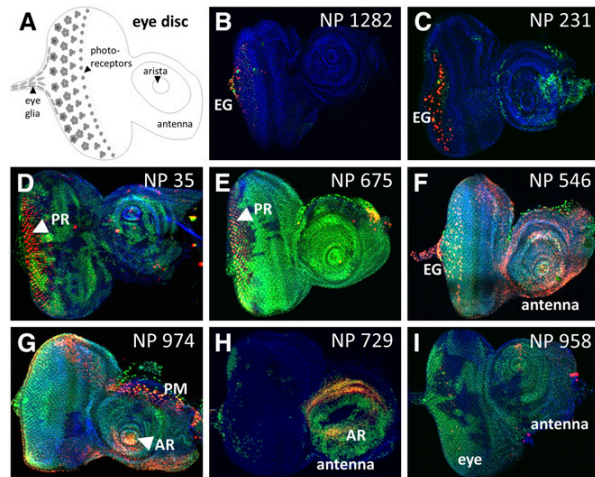 A
eye disc
photo-
receptors
arista
eye
glia
antenna
B
NP 1282
EG
C
NP 231
EG
D
NP 35
PR
E
NP 675
PR
F
NP 546
EG
antenna
G
NP 974
PM
AR
H
NP 729
AR
antenna
I
NP 958
antenna
eye